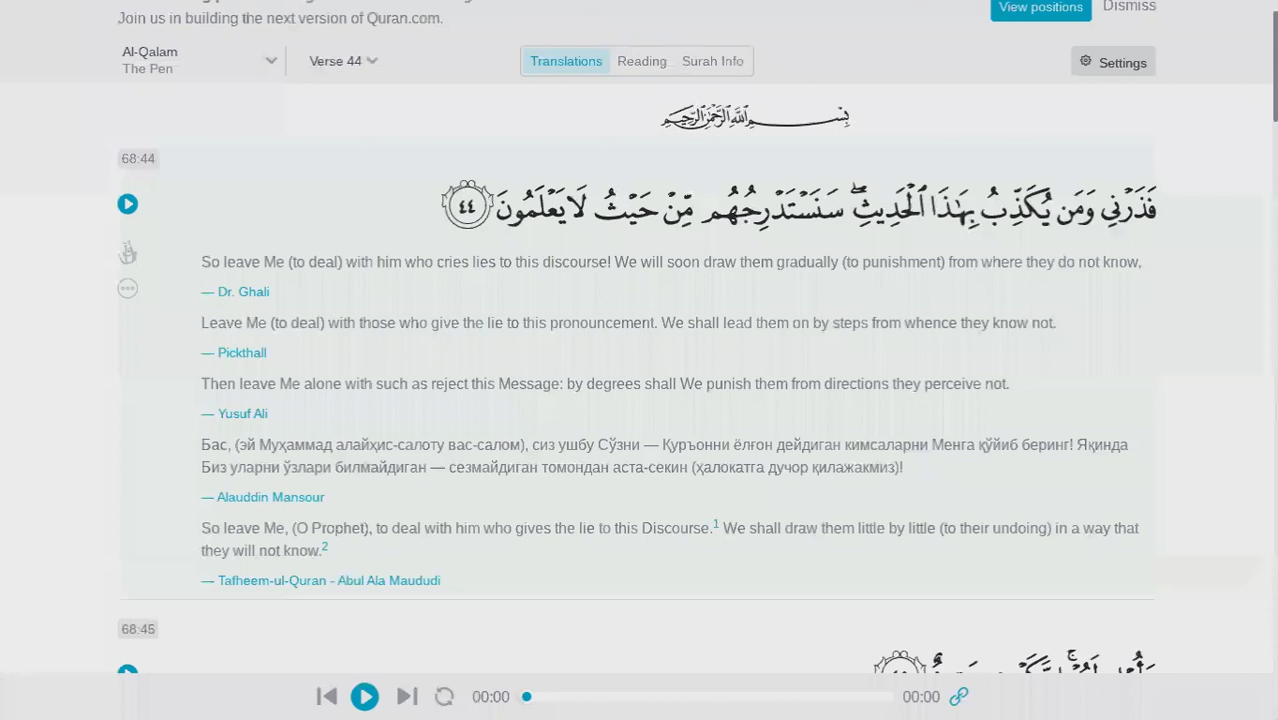 Join us in building the next version of Quran.com.
View positions
Dismiss
Al-Qalam
The Pen
Verse 44
Translations
Reading
Surah Info
Settings
بِسْمِ اللَّهِ الرَّحْمَٰنِ الرَّحِيمِ
68:44
فَذَرْنِي وَمَن يُكَذِّبُ بِهَٰذَا الْحَدِيثِ ۖ سَنَسْتَدْرِجُهُم مِّنْ حَيْثُ لَا يَعْلَمُونَ ٤٤
So leave Me (to deal) with him who cries lies to this discourse! We will soon draw them gradually (to punishment) from where they do not know,
— Dr. Ghali
Leave Me (to deal) with those who give the lie to this pronouncement. We shall lead them on by steps from whence they know not.
— Pickthall
Then leave Me alone with such as reject this Message: by degrees shall We punish them from directions they perceive not.
— Yusuf Ali
Бас, (эй Муҳаммад алайҳис-салоту вас-салом), сиз ушбу Сўзни — Қуръонни ёлғон дейдиган кимсаларни Менга қўйиб беринг! Яқинда
Биз уларни ўзлари билмайдиган — сезмайдиган томондан аста-секин (ҳалокатга дучор қилажакмиз)!
— Alauddin Mansour
So leave Me, (O Prophet), to deal with him who gives the lie to this Discourse.1 We shall draw them little by little (to their undoing) in a way that
they will not know.2
— Tafheem-ul-Quran - Abul Ala Maududi
68:45
00:00
00:00